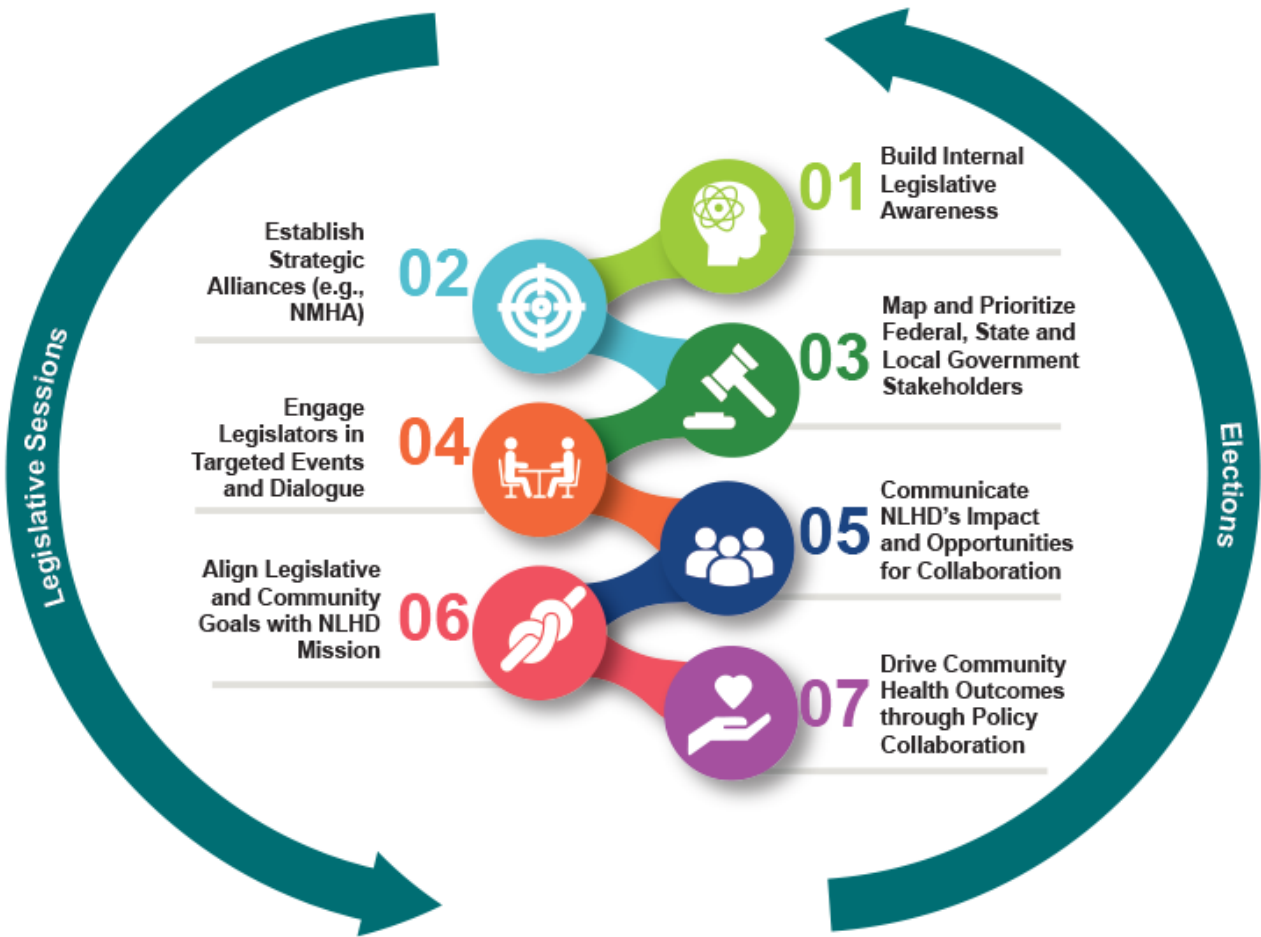 Legislative Sessions
01
Build Internal
Legislative
Awareness
02
Establish
Strategic
Alliances (e.g.,
NMHA)
03
Map and Prioritize
Federal, State and
Local Government
Stakeholders
04
Engage
Legislators in
Targeted Events
and Dialogue
05
Communicate
NLHD’s Impact
and Opportunities
for Collaboration
06
Align Legislative
and Community
Goals with NLHD
Mission
07
Drive Community
Health Outcomes
through Policy
Collaboration
Elections